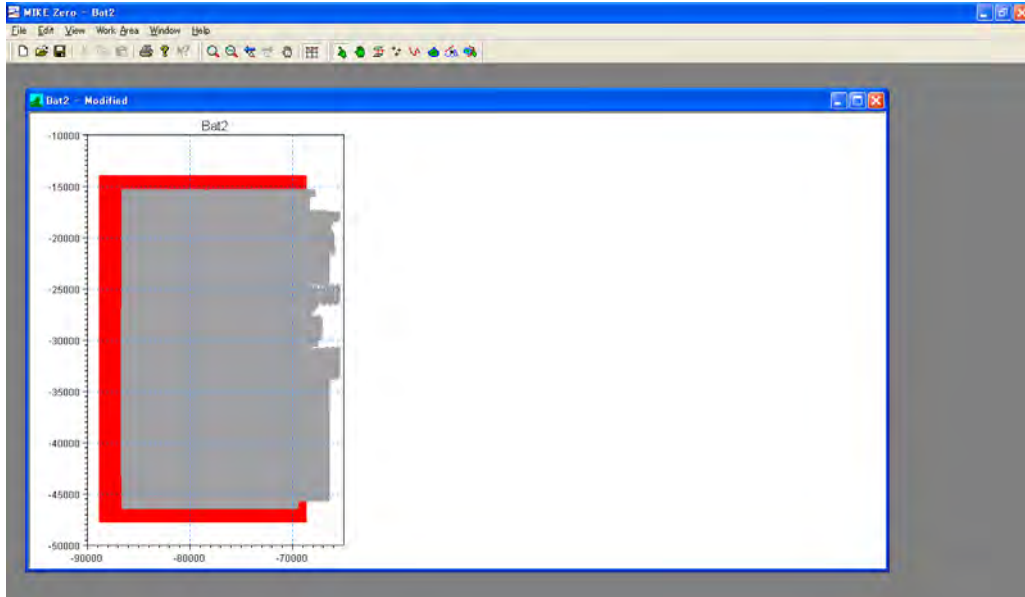 MIKE Zero - Bat2
File Edit View Work Area Window Help
Bat2 - Modified
Bat2
-10000
-15000
-20000
-25000
-30000
-35000
-40000
-45000
-50000
-90000 -80000 -70000